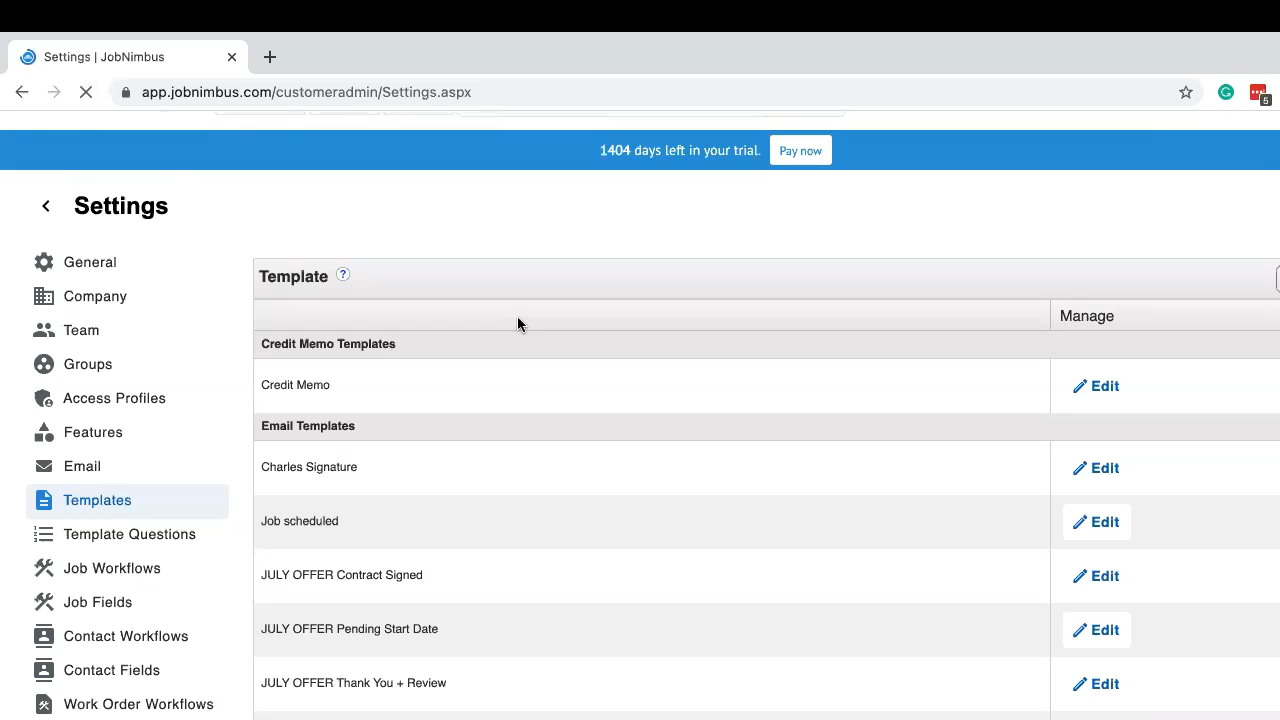 Settings | JobNimbus
app.jobnimbus.com/customeradmin/Settings.aspx
5
1404 days left in your trial. Pay now
Settings
General
Company
Team
Groups
Access Profiles
Features
Email
Templates
Template Questions
Job Workflows
Job Fields
Contact Workflows
Contact Fields
Work Order Workflows
Template ?
Manage
Credit Memo Templates
Credit Memo Edit
Email Templates
Charles Signature Edit
Job scheduled Edit
JULY OFFER Contract Signed Edit
JULY OFFER Pending Start Date Edit
JULY OFFER Thank You + Review Edit